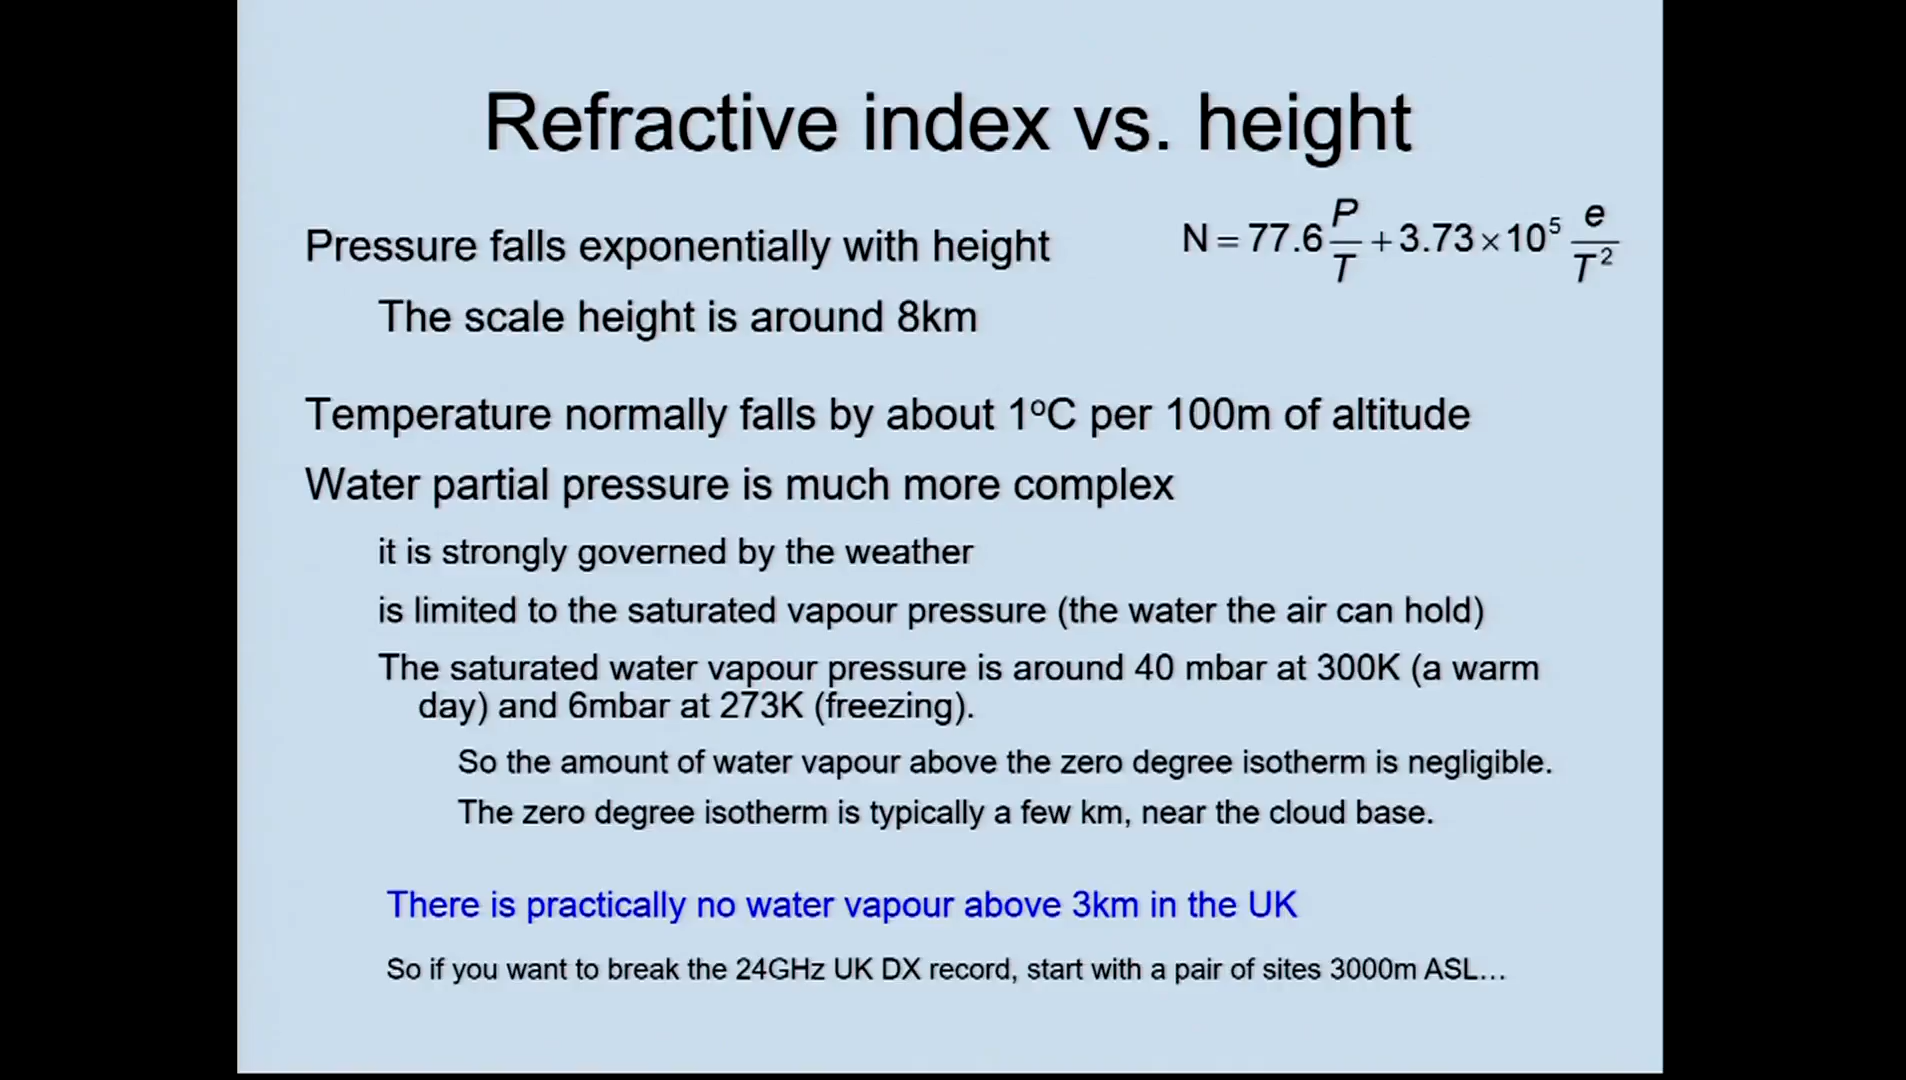 Refractive index vs. height
Pressure falls exponentially with height
N = 77.6 P/T + 3.73 × 10⁵ e/T²
The scale height is around 8km
Temperature normally falls by about 1ºC per 100m of altitude
Water partial pressure is much more complex
it is strongly governed by the weather
is limited to the saturated vapour pressure (the water the air can hold)
The saturated water vapour pressure is around 40 mbar at 300K (a warm
day) and 6mbar at 273K (freezing).
So the amount of water vapour above the zero degree isotherm is negligible.
The zero degree isotherm is typically a few km, near the cloud base.
There is practically no water vapour above 3km in the UK
So if you want to break the 24GHz UK DX record, start with a pair of sites 3000m ASL…